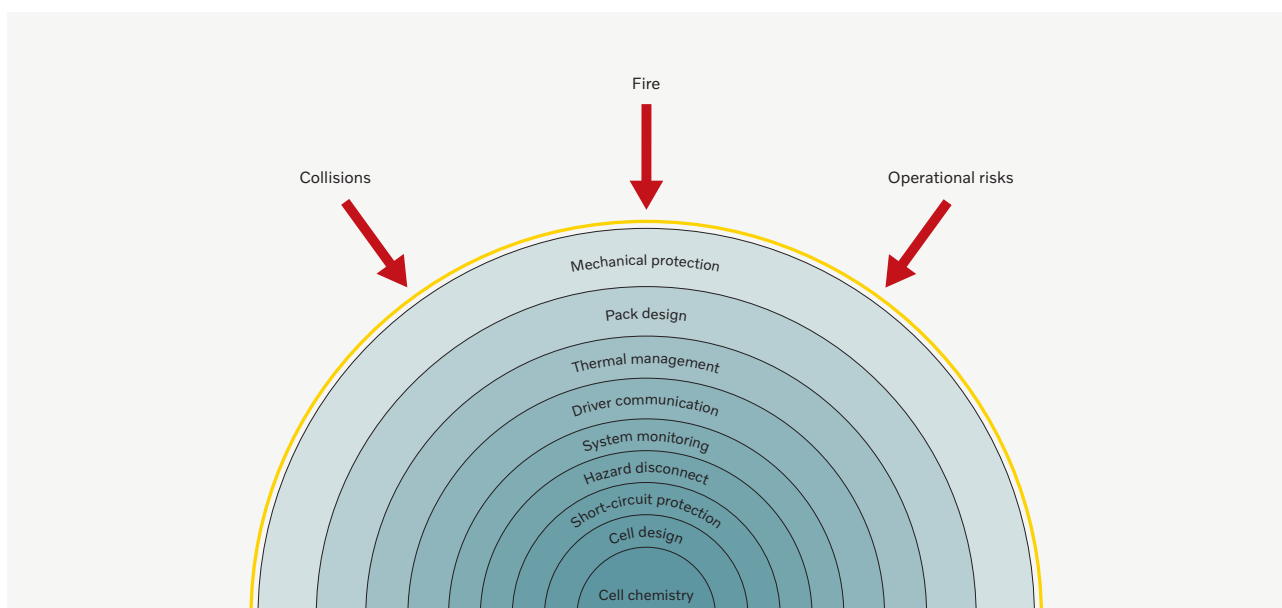 Fire
Collisions
Operational risks
Mechanical protection
Pack design
Thermal management
Driver communication
System monitoring
Hazard disconnect
Short-circuit protection
Cell design
Cell chemistry